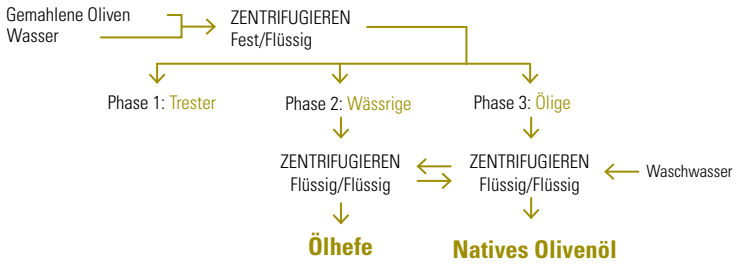 Gemahlene Oliven
Wasser
ZENTRIFUGIEREN
Fest/Flüssig
Phase 1: Trester
Phase 2: Wässrige
Phase 3: Ölige
ZENTRIFUGIEREN
Flüssig/Flüssig
ZENTRIFUGIEREN
Flüssig/Flüssig
Waschwasser
Ölhefe
Natives Olivenöl